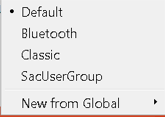 Default
Bluetooth
Classic
SacUserGroup
New from Global